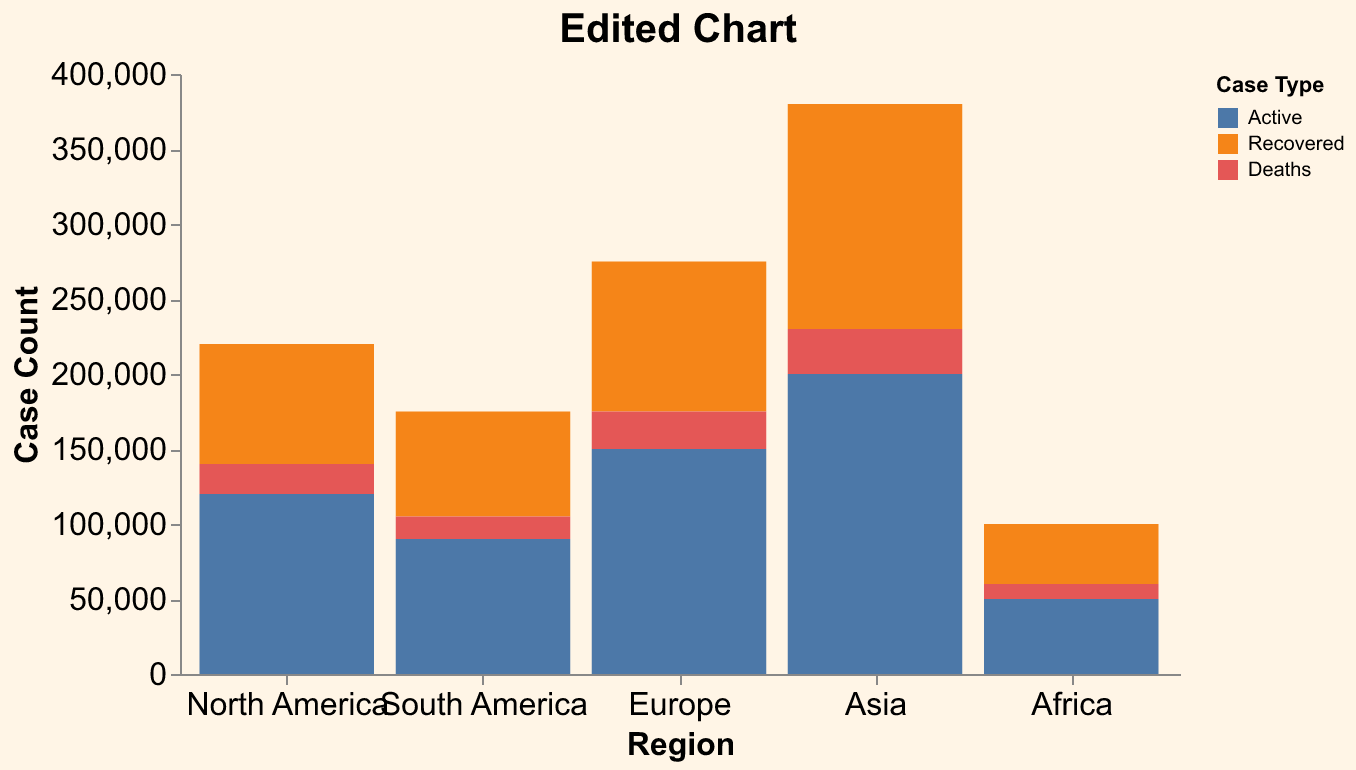 Edited Chart
400,000
350,000
300,000
250,000
200,000
150,000
100,000
50,000
0
Case Count
North America
South America
Europe
Asia
Africa
Region
Case Type
Active
Recovered
Deaths